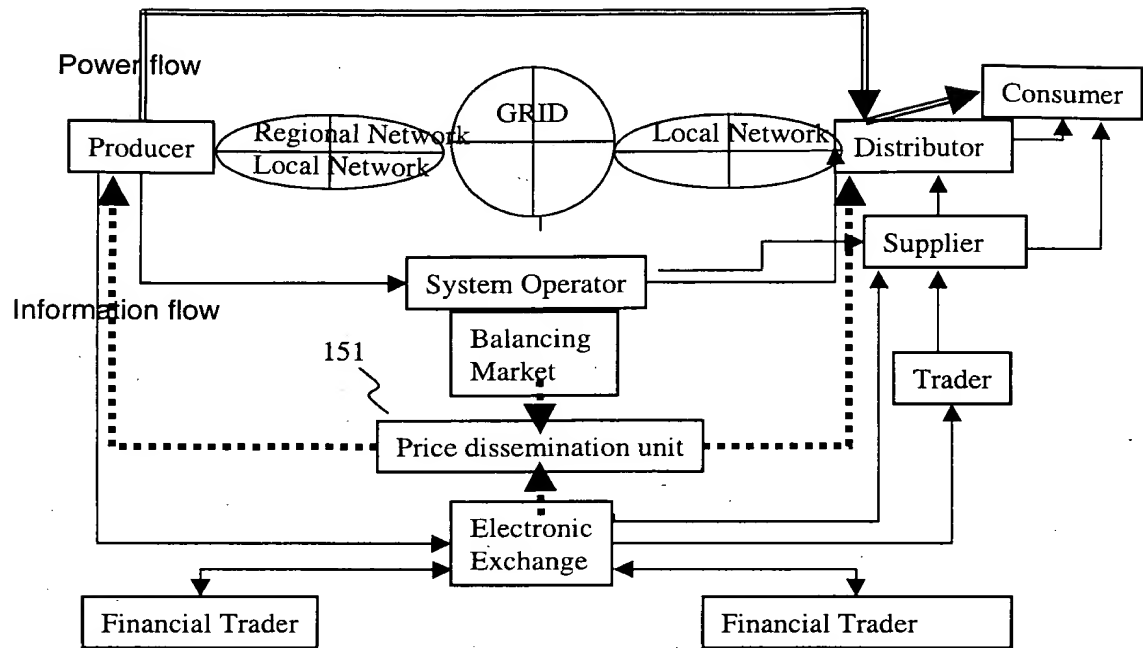 Power flow
Consumer
GRID
Producer
Regional Network
Local Network
Local Network
Distributor
Supplier
System Operator
Information flow
Balancing
Market
151
Trader
Price dissemination unit
Electronic
Exchange
Financial Trader
Financial Trader